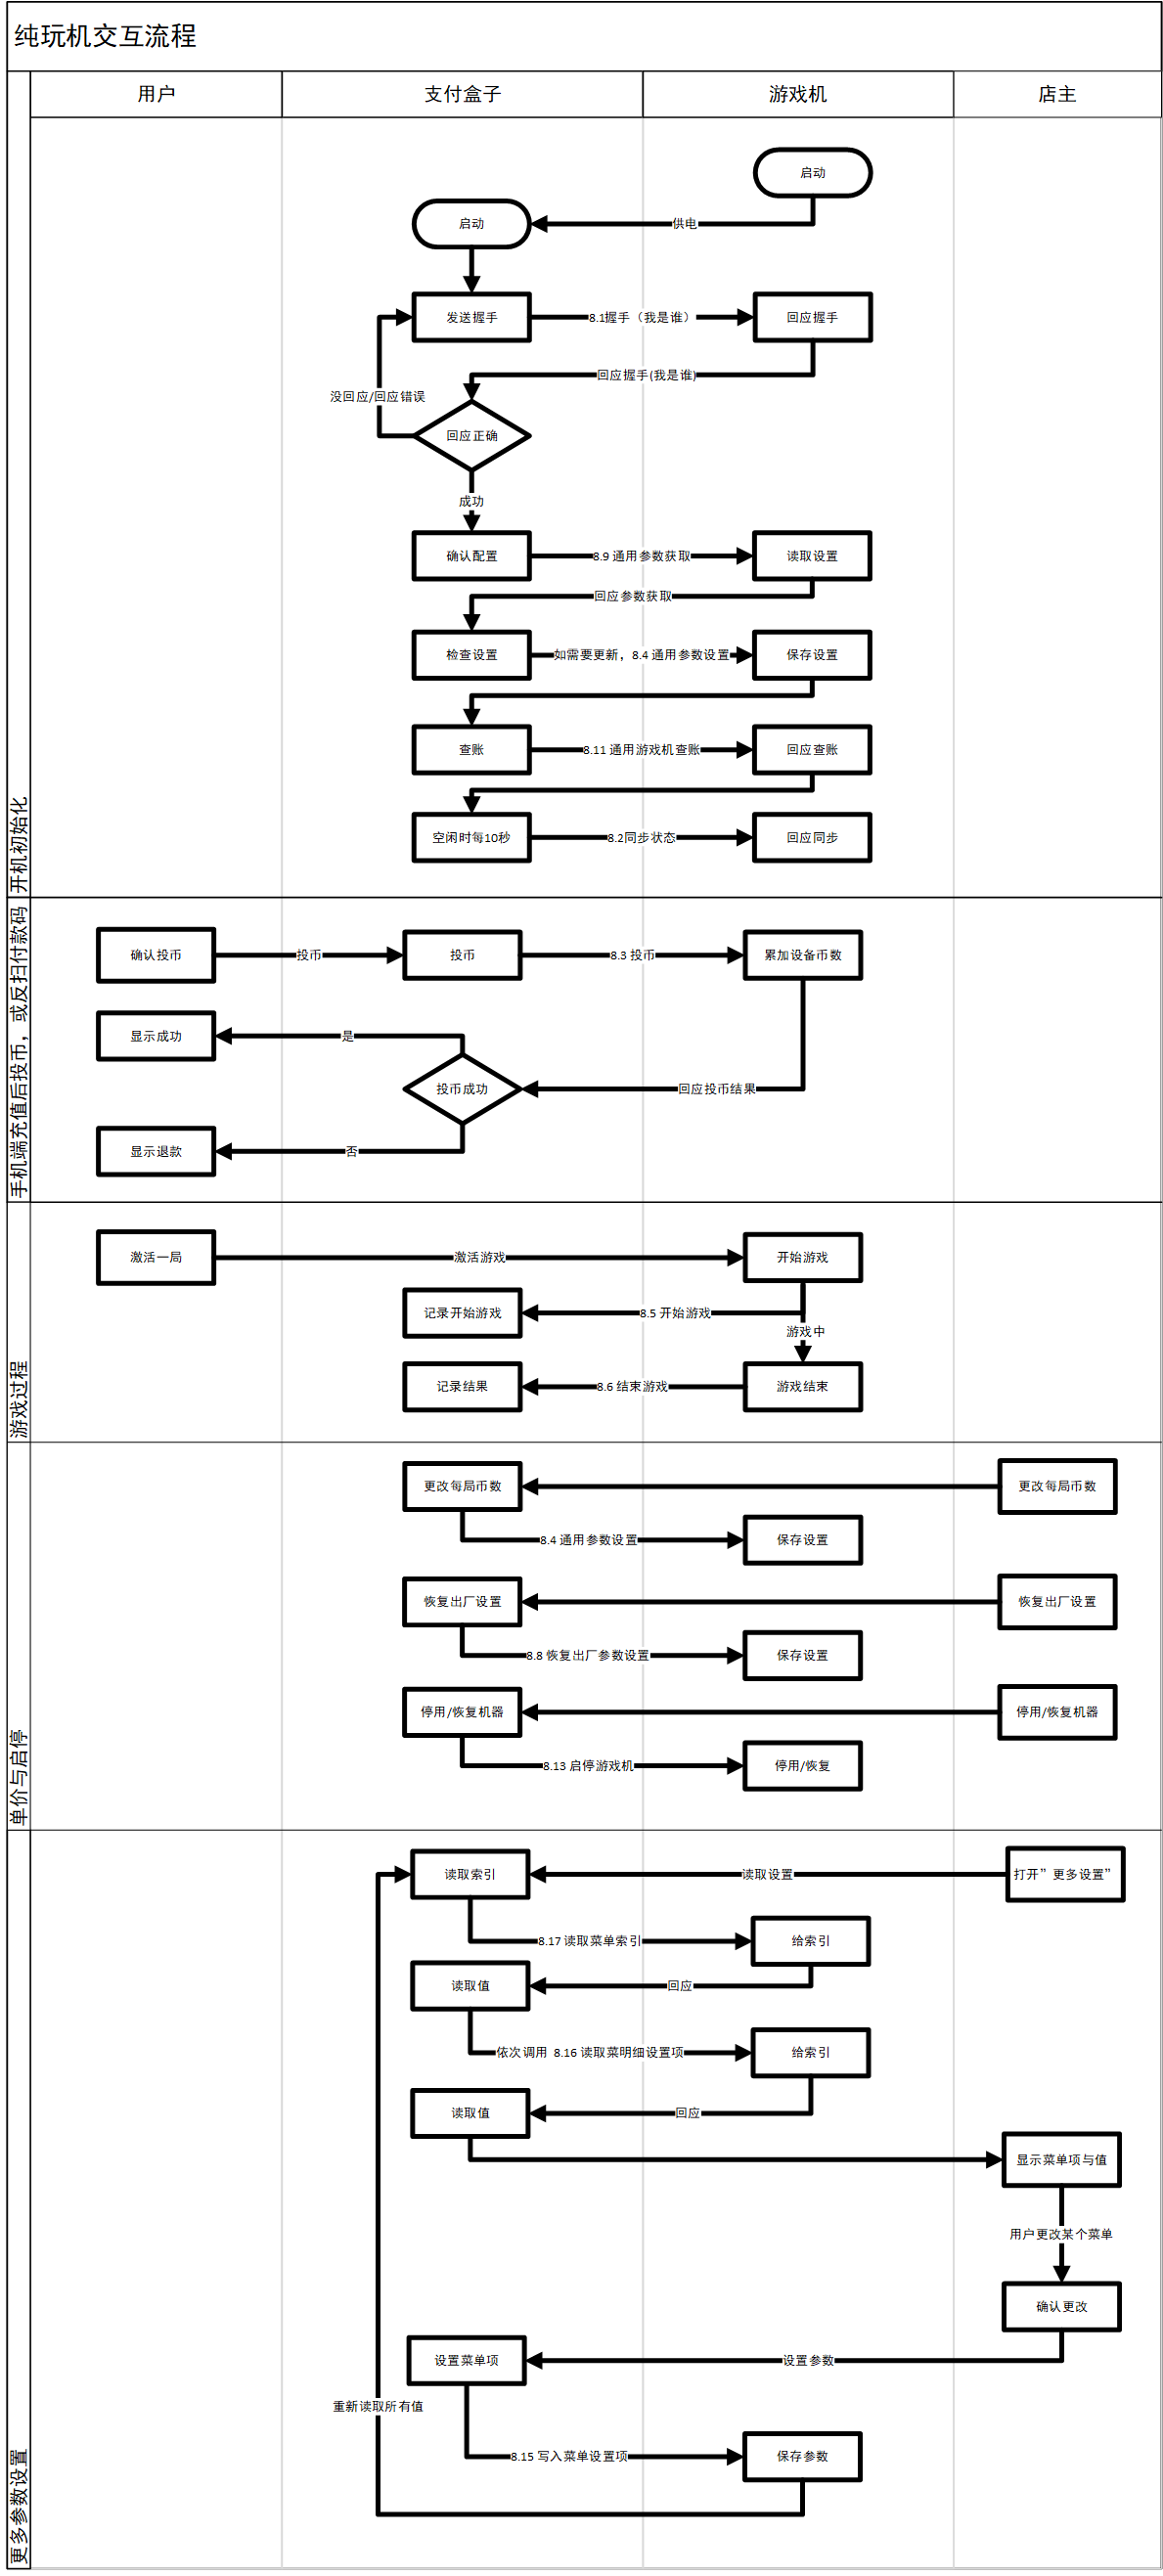 纯玩机交互流程
用户
支付盒子
游戏机
店主
开机初始化
启动
供电
启动
发送握手
8.1握手（我是谁）
回应握手
回应握手(我是谁)
没回应/回应错误
回应正确
成功
确认配置
8.9 通用参数获取
读取设置
回应参数获取
检查设置
如需要更新，8.4 通用参数设置
保存设置
查账
8.11 通用游戏机查账
回应查账
空闲时每10秒
8.2同步状态
回应同步
手机端充值后投币，或反扫付款码
确认投币
投币
投币
8.3 投币
累加设备币数
显示成功
是
投币成功
回应投币结果
显示退款
否
游戏过程
激活一局
激活游戏
开始游戏
记录开始游戏
8.5 开始游戏
游戏中
记录结果
8.6 结束游戏
游戏结束
单价与启停
更改每局币数
更改每局币数
8.4 通用参数设置
保存设置
恢复出厂设置
恢复出厂设置
8.8 恢复出厂参数设置
保存设置
停用/恢复机器
停用/恢复机器
8.13 启停游戏机
停用/恢复
更多参数设置
读取索引
读取设置
打开”更多设置”
8.17 读取菜单索引
给索引
读取值
回应
依次调用 8.16 读取菜明细设置项
给索引
读取值
回应
显示菜单项与值
用户更改某个菜单
确认更改
设置菜单项
设置参数
重新读取所有值
8.15 写入菜单设置项
保存参数